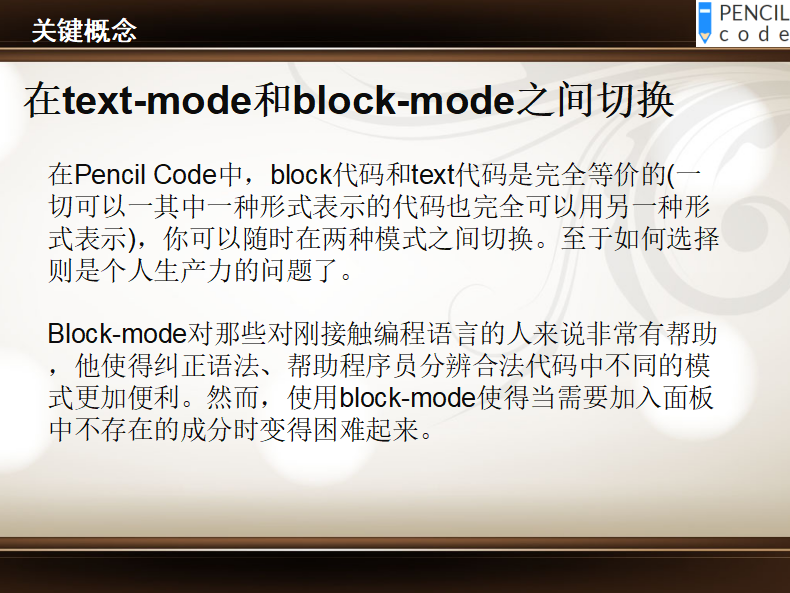 关键概念
PENCIL
code
在text-mode和block-mode之间切换
在Pencil Code中，block代码和text代码是完全等价的(一
切可以一其中一种形式表示的代码也完全可以用另一种形
式表示)，你可以随时在两种模式之间切换。至于如何选择
则是个人生产力的问题了。
Block-mode对那些对刚接触编程语言的人来说非常有帮助
，他使得纠正语法、帮助程序员分辨合法代码中不同的模
式更加便利。然而，使用block-mode使得当需要加入面板
中不存在的成分时变得困难起来。